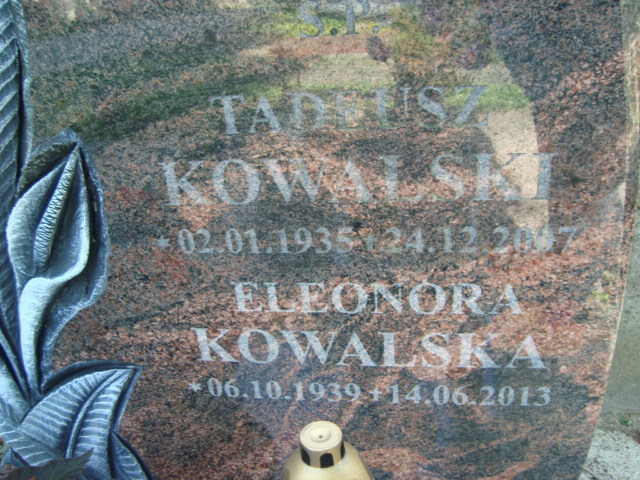 Ś.P.
TADEUSZ
KOWALSKI
*02.01.1935 +24.12.2007
ELEONORA
KOWALSKA
*06.10.1939 +14.06.2013